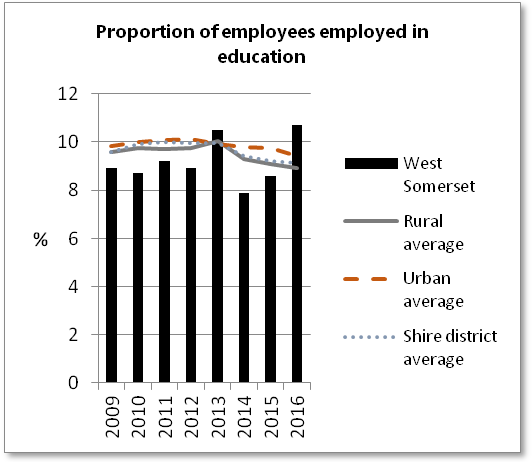 Proportion of employees employed in
education
12
10
8
6
4
2
0
%
2009
2010
2011
2012
2013
2014
2015
2016
West
Somerset
Rural
average
Urban
average
Shire district
average